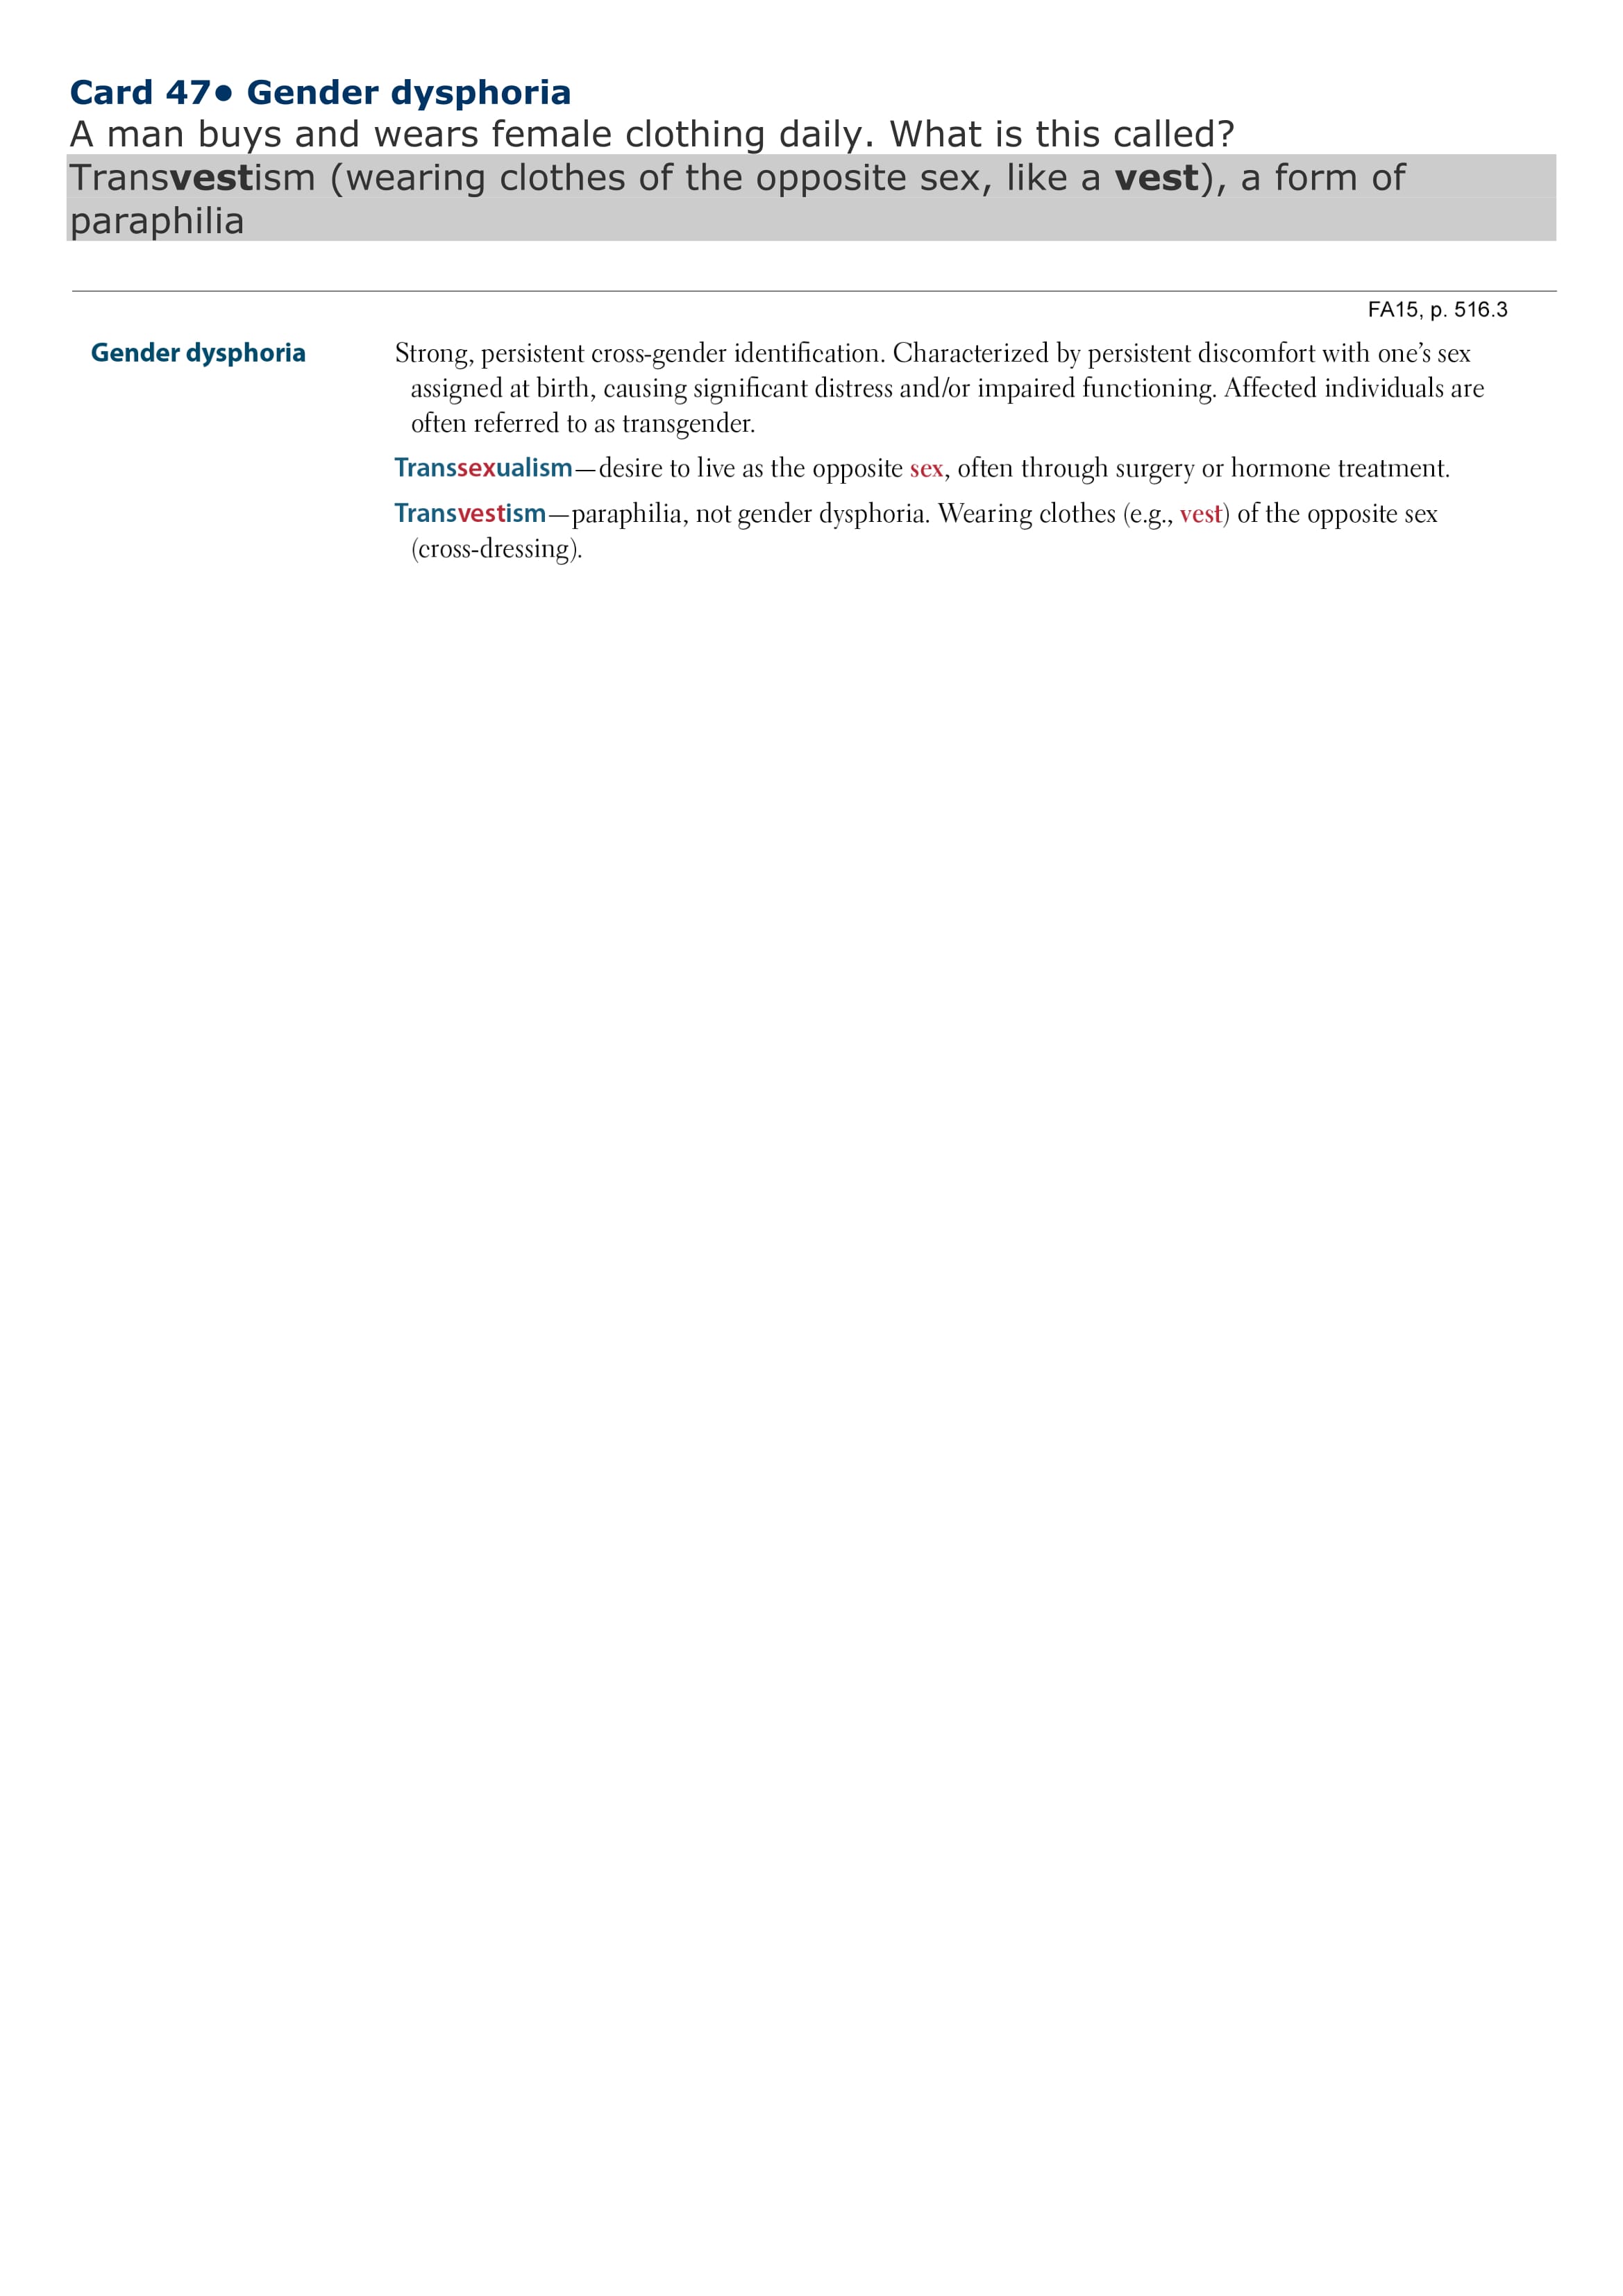 Card 47● Gender dysphoria
A man buys and wears female clothing daily. What is this called?
Transvestism (wearing clothes of the opposite sex, like a vest), a form of
paraphilia
FA15, p. 516.3
Gender dysphoria Strong, persistent cross-gender identification. Characterized by persistent discomfort with one’s sex
assigned at birth, causing significant distress and/or impaired functioning. Affected individuals are
often referred to as transgender.
Transsexualism—desire to live as the opposite sex, often through surgery or hormone treatment.
Transvestism—paraphilia, not gender dysphoria. Wearing clothes (e.g., vest) of the opposite sex
(cross-dressing).